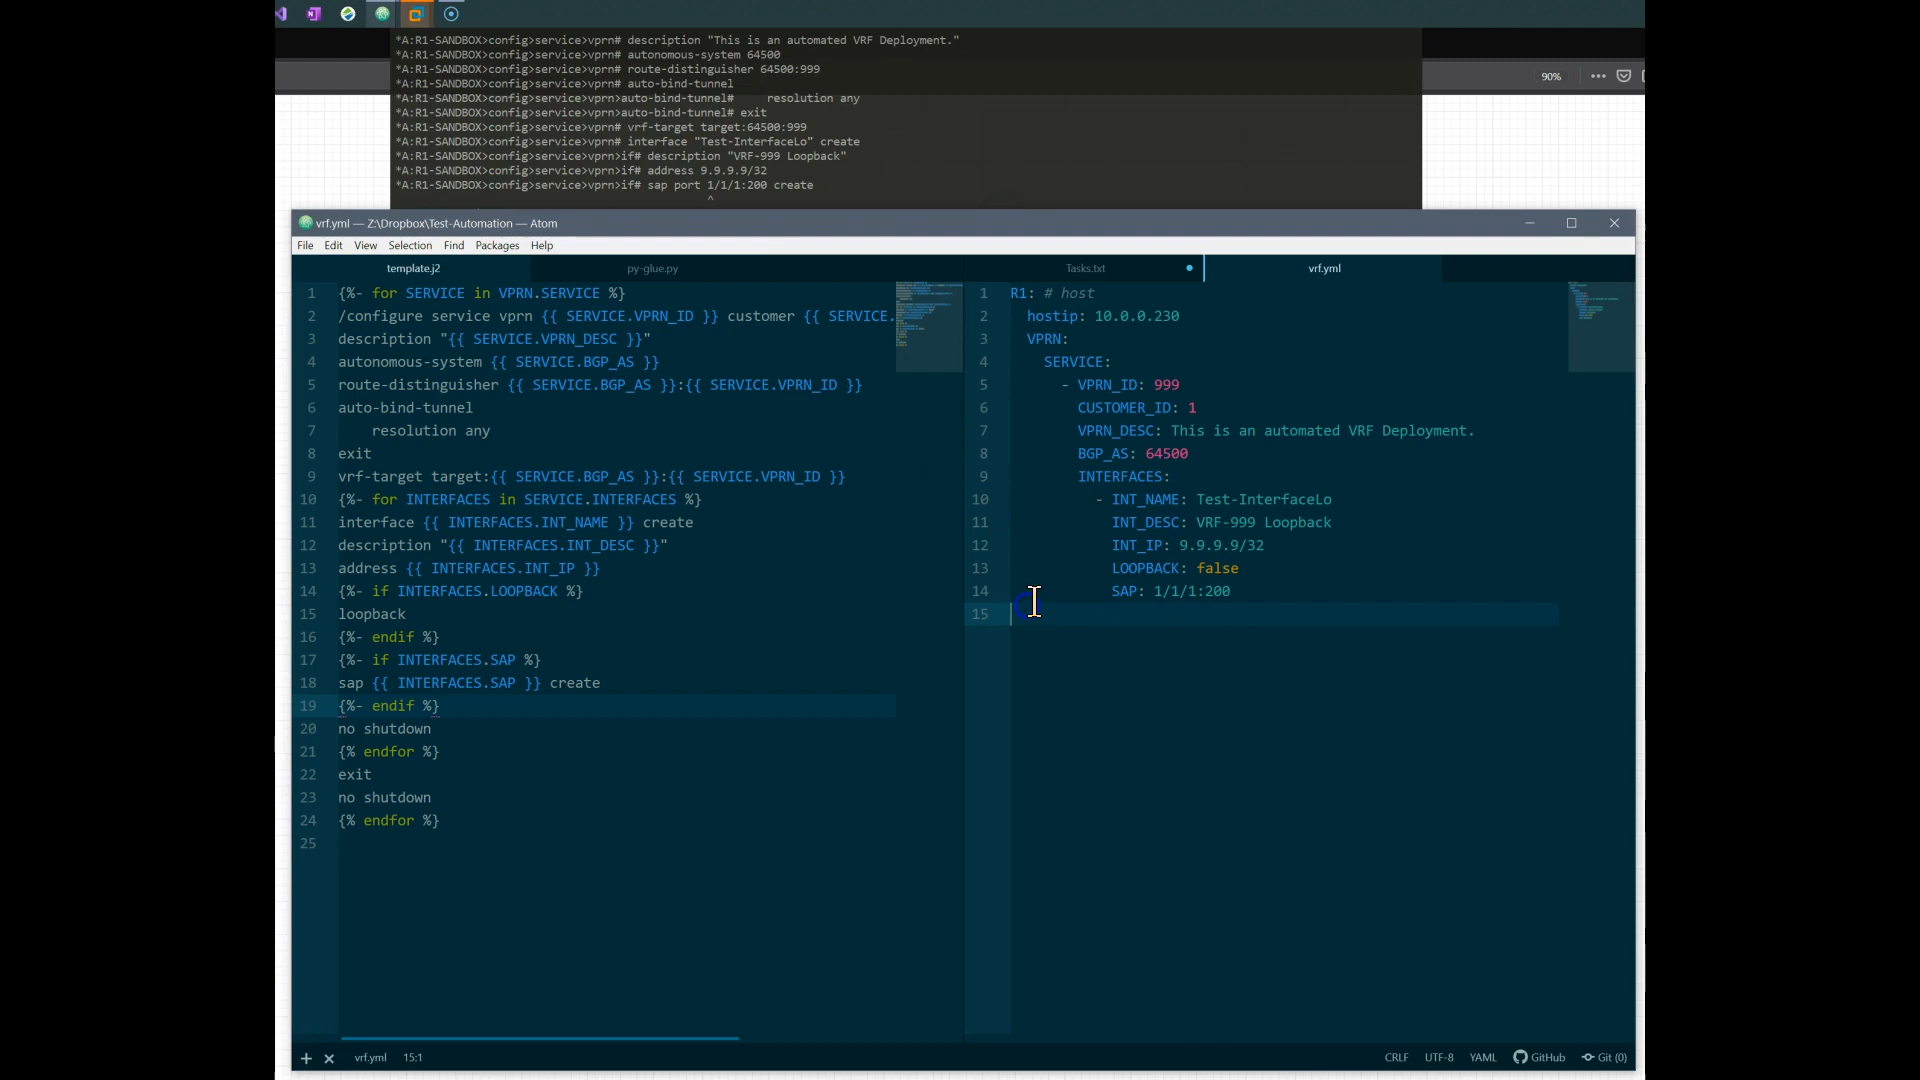 *A:R1-SANDBOX>config>service>vprn# description "This is an automated VRF Deployment."
*A:R1-SANDBOX>config>service>vprn# autonomous-system 64500
*A:R1-SANDBOX>config>service>vprn# route-distinguisher 64500:999
*A:R1-SANDBOX>config>service>vprn# auto-bind-tunnel
*A:R1-SANDBOX>config>service>vprn>auto-bind-tunnel#     resolution any
*A:R1-SANDBOX>config>service>vprn>auto-bind-tunnel# exit
*A:R1-SANDBOX>config>service>vprn# vrf-target target:64500:999
*A:R1-SANDBOX>config>service>vprn# interface "Test-InterfaceLo" create
*A:R1-SANDBOX>config>service>vprn>if# description "VRF-999 Loopback"
*A:R1-SANDBOX>config>service>vprn>if# address 9.9.9.9/32
*A:R1-SANDBOX>config>service>vprn>if# sap port 1/1/1:200 create
^
90%
vrf.yml — Z:\Dropbox\Test-Automation — Atom
File Edit View Selection Find Packages Help
template.j2 py-glue.py
1 {%- for SERVICE in VPRN.SERVICE %}
2 /configure service vprn {{ SERVICE.VPRN_ID }} customer {{ SERVICE.
3 description "{{ SERVICE.VPRN_DESC }}"
4 autonomous-system {{ SERVICE.BGP_AS }}
5 route-distinguisher {{ SERVICE.BGP_AS }}:{{ SERVICE.VPRN_ID }}
6 auto-bind-tunnel
7     resolution any
8 exit
9 vrf-target target:{{ SERVICE.BGP_AS }}:{{ SERVICE.VPRN_ID }}
10 {%- for INTERFACES in SERVICE.INTERFACES %}
11 interface {{ INTERFACES.INT_NAME }} create
12 description "{{ INTERFACES.INT_DESC }}"
13 address {{ INTERFACES.INT_IP }}
14 {%- if INTERFACES.LOOPBACK %}
15 loopback
16 {%- endif %}
17 {%- if INTERFACES.SAP %}
18 sap {{ INTERFACES.SAP }} create
19 {%- endif %}
20 no shutdown
21 {% endfor %}
22 exit
23 no shutdown
24 {% endfor %}
25
Tasks.txt vrf.yml
1 R1: # host
2   hostip: 10.0.0.230
3   VPRN:
4     SERVICE:
5       - VPRN_ID: 999
6         CUSTOMER_ID: 1
7         VPRN_DESC: This is an automated VRF Deployment.
8         BGP_AS: 64500
9         INTERFACES:
10           - INT_NAME: Test-InterfaceLo
11             INT_DESC: VRF-999 Loopback
12             INT_IP: 9.9.9.9/32
13             LOOPBACK: false
14             SAP: 1/1/1:200
15
vrf.yml 15:1 CRLF UTF-8 YAML GitHub Git (0)